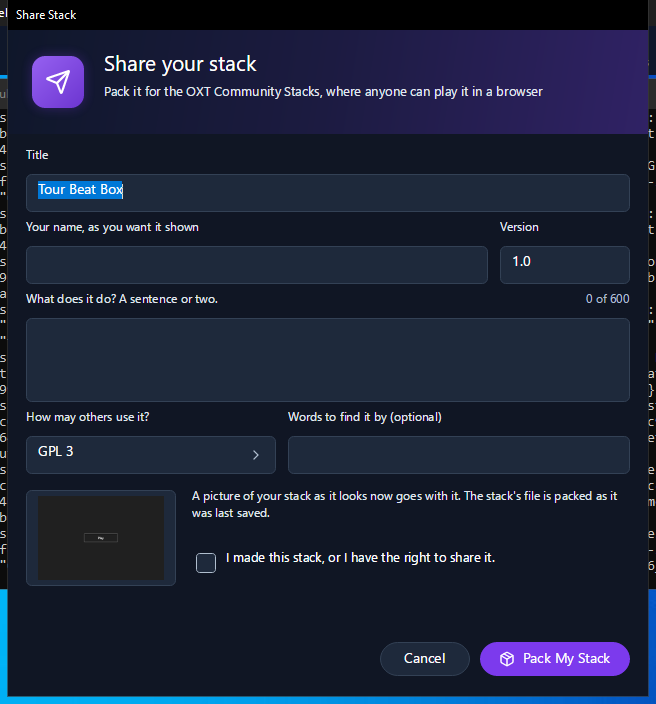 Share Stack
Share your stack
Pack it for the OXT Community Stacks, where anyone can play it in a browser
Title
Tour Beat Box
Your name, as you want it shown
Version
1.0
What does it do? A sentence or two.
0 of 600
How may others use it?
Words to find it by (optional)
GPL 3
Play
A picture of your stack as it looks now goes with it. The stack's file is packed as it
was last saved.
I made this stack, or I have the right to share it.
Cancel
Pack My Stack